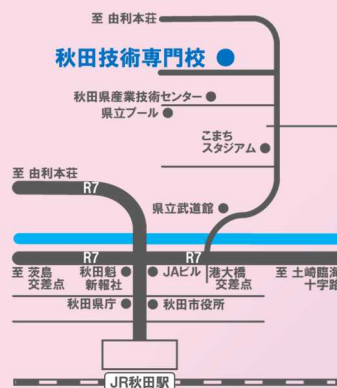 至 由利本荘
秋田技術専門校
秋田県産業技術センター
県立プール
こまち
スタジアム
至 由利本荘
R7
県立武道館
R7
R7
至 茨島
交差点
秋田魁
新報社
JAビル
港大橋
交差点
至 土崎臨海
十字路
秋田県庁
秋田市役所
JR秋田駅